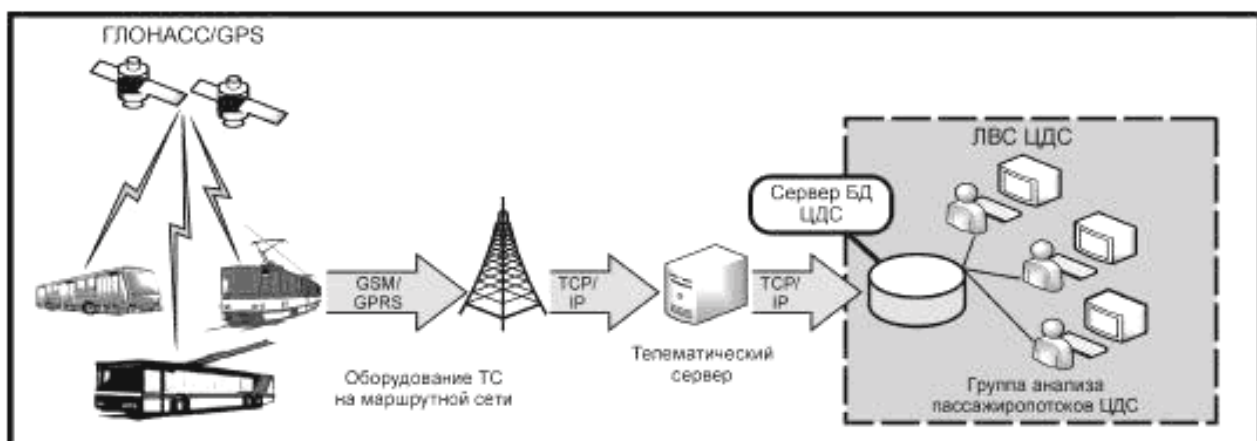 ГЛОНАСС/GPS
ЛВС ЦДС
Сервер БД
ЦДС
GSM/
GPRS
TCP/
IP
TCP/
IP
Оборудование ТС
на маршрутной сети
Телематический
сервер
Группа анализа
пассажиропотоков ЦДС